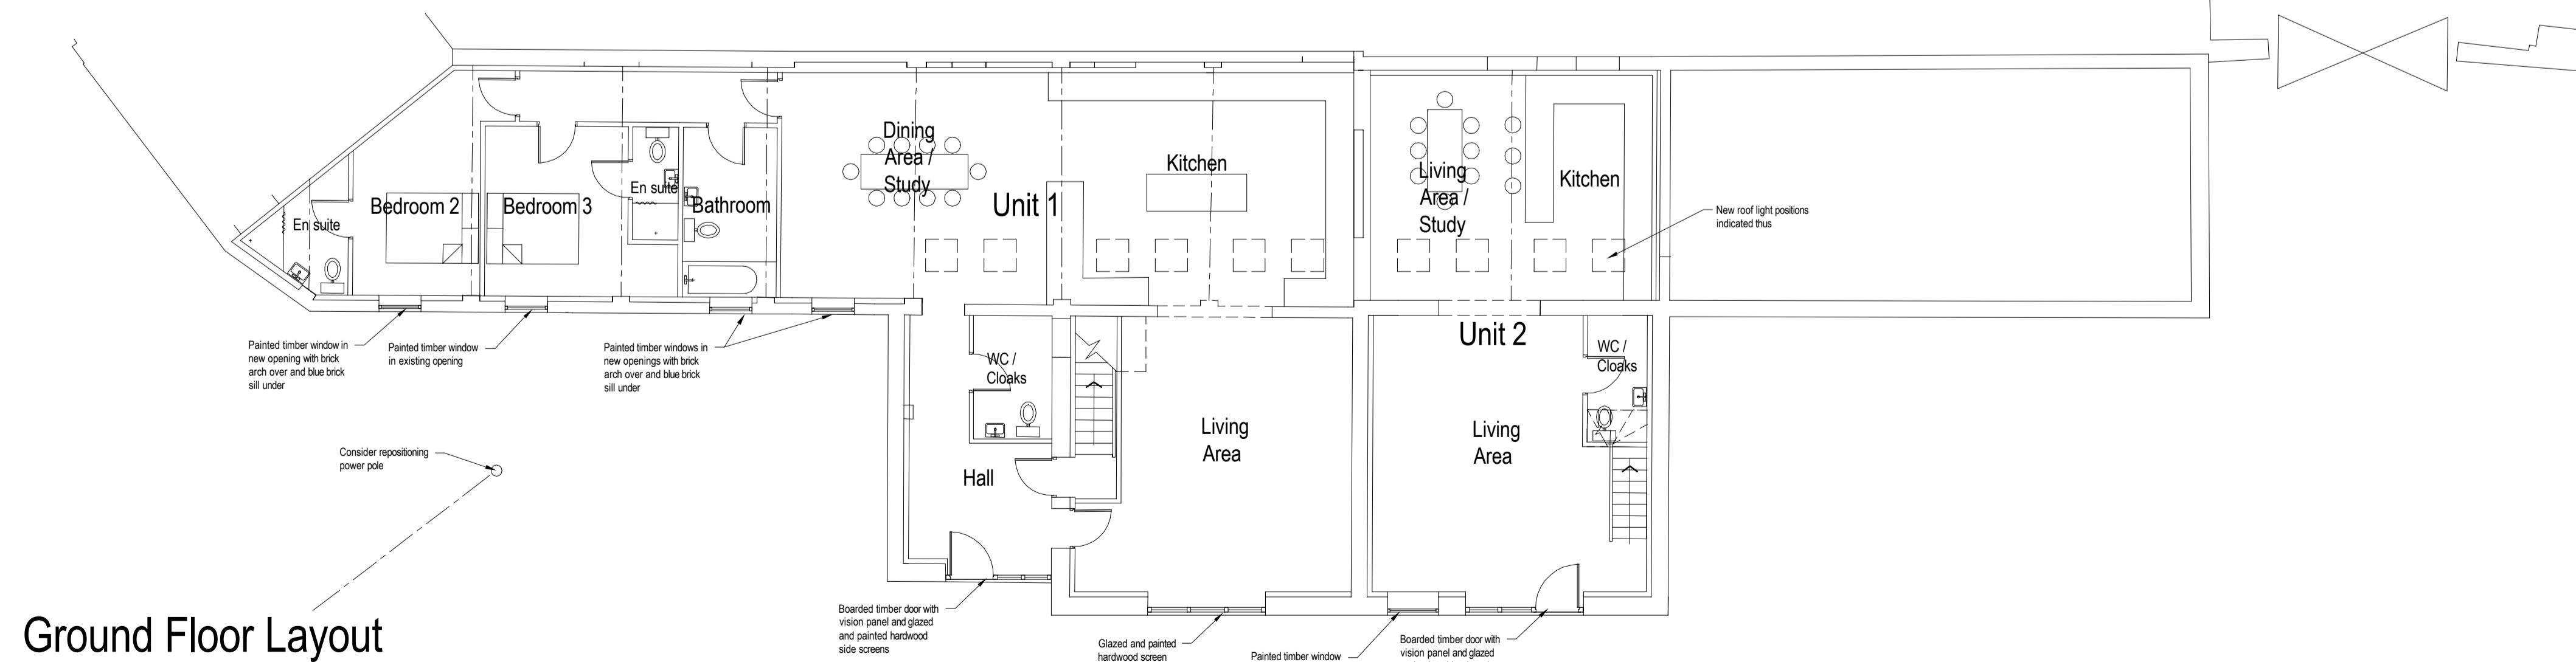 Dining
Area /
Study
Kitchen
Living
Area /
Study
Kitchen
En suite
Bedroom 2
Bedroom 3
En suite
Bathroom
Unit 1
New roof light positions
indicated thus
Unit 2
Painted timber window in
new opening with brick
arch over and blue brick
sill under
Painted timber window
in existing opening
Painted timber windows in
new openings with brick
arch over and blue brick
sill under
WC /
Cloaks
WC /
Cloaks
Consider repositioning
power pole
Hall
Living
Area
Living
Area
Ground Floor Layout
Boarded timber door with
vision panel and glazed
and painted hardwood
side screens
Glazed and painted
hardwood screen
Painted timber window
Boarded timber door with
vision panel and glazed